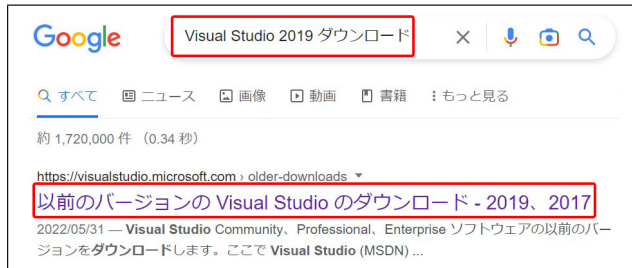 Google
Visual Studio 2019 ダウンロード
すべて ニュース 画像 動画 書籍 もっと見る
約 1,720,000 件 （0.34 秒）
https://visualstudio.microsoft.com › older-downloads
以前のバージョンの Visual Studio のダウンロード - 2019、2017
2022/05/31 — Visual Studio Community、Professional、Enterprise ソフトウェアの以前のバー
ジョンをダウンロードします。ここで Visual Studio (MSDN) ...